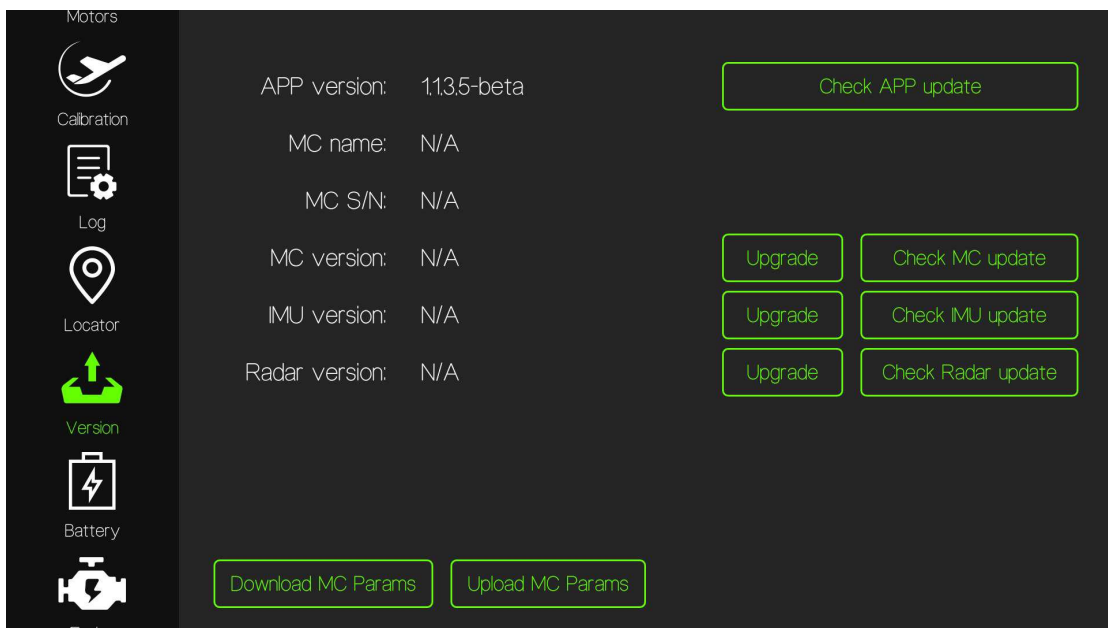 Motors
Calibration
Log
Locator
Version
Battery
APP version: 1.1.3.5-beta Check APP update
MC name: N/A
MC S/N: N/A
MC version: N/A Upgrade Check MC update
IMU version: N/A Upgrade Check IMU update
Radar version: N/A Upgrade Check Radar update
Download MC Params Upload MC Params